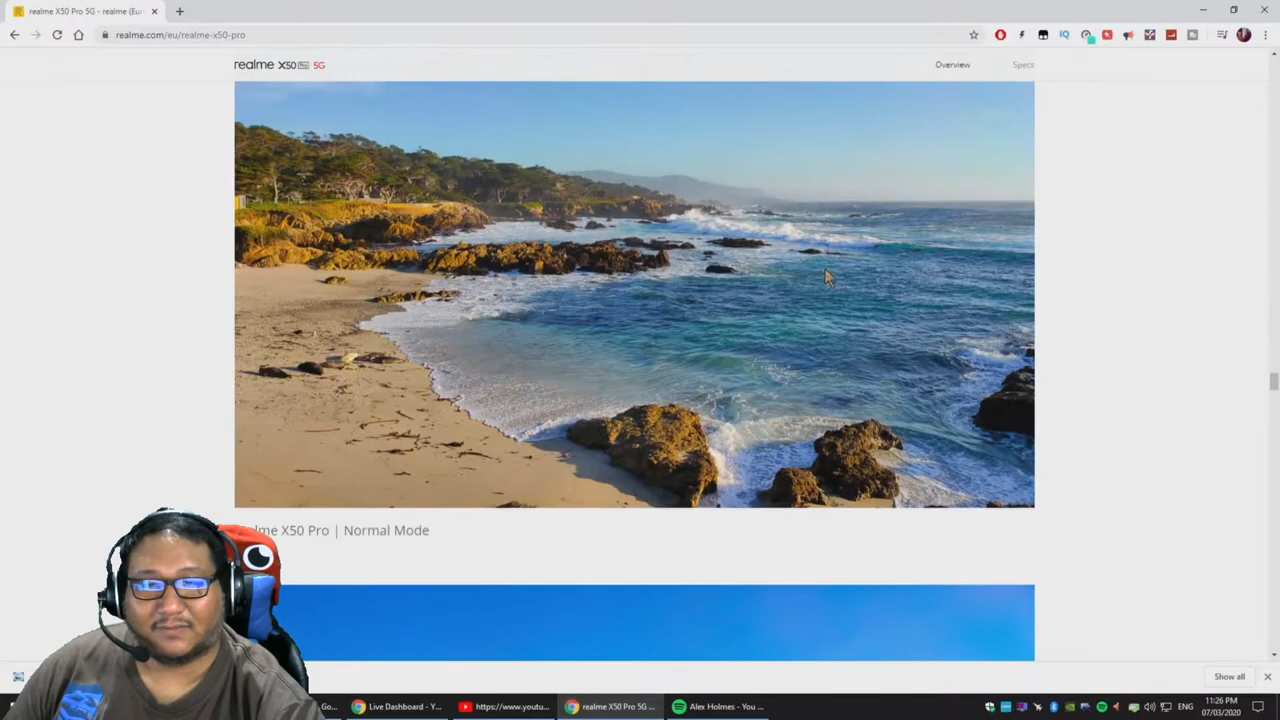 realme X50 Pro 5G - realme (Eur
realme.com/eu/realme-x50-pro
realme X50 Pro 5G
Overview
Specs
lme X50 Pro | Normal Mode
Show all
Go...
Live Dashboard - Y...
https://www.youtu...
realme X50 Pro 5G ...
Alex Holmes - You ...
ENG
11:26 PM
07/03/2020